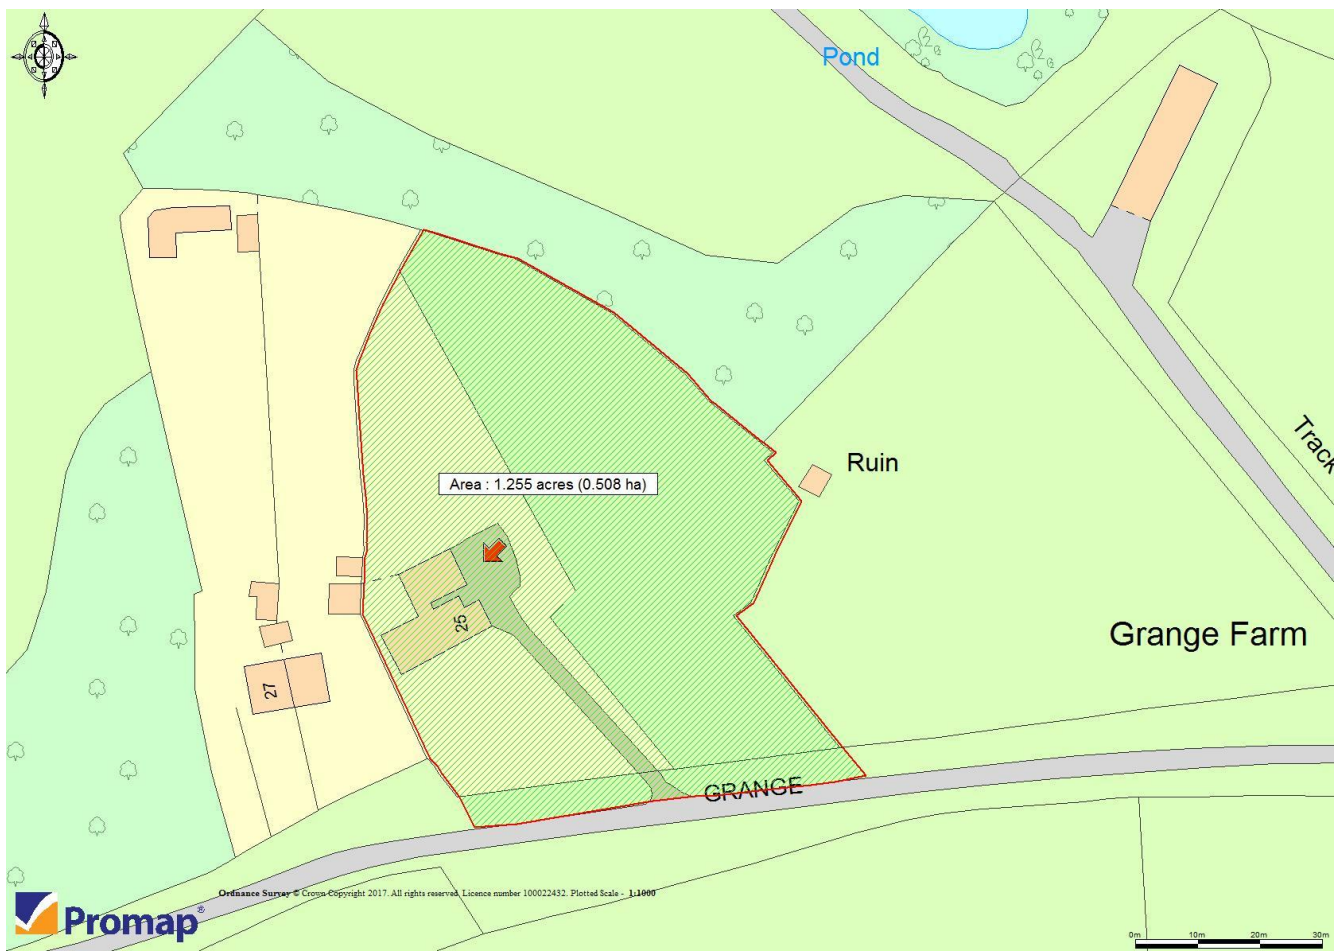 Pond
Track
Ruin
Area : 1.255 acres (0.508 ha)
25
Grange Farm
27
GRANGE
Ordnance Survey © Crown Copyright 2017. All rights reserved. Licence number 100022432. Plotted Scale - 1:1000
Promap®
0m 10m 20m 30m